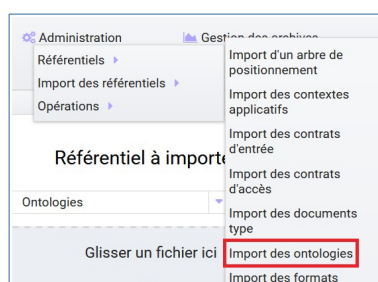 Administration
Gestion des archives
Référentiels
Import des référentiels
Opérations
Import d'un arbre de
positionnement
Import des contextes
applicatifs
Import des contrats
d'entrée
Import des contrats
d'accès
Import des documents
type
Import des ontologies
Import des formats
Référentiel à importe
Ontologies
Glisser un fichier ici